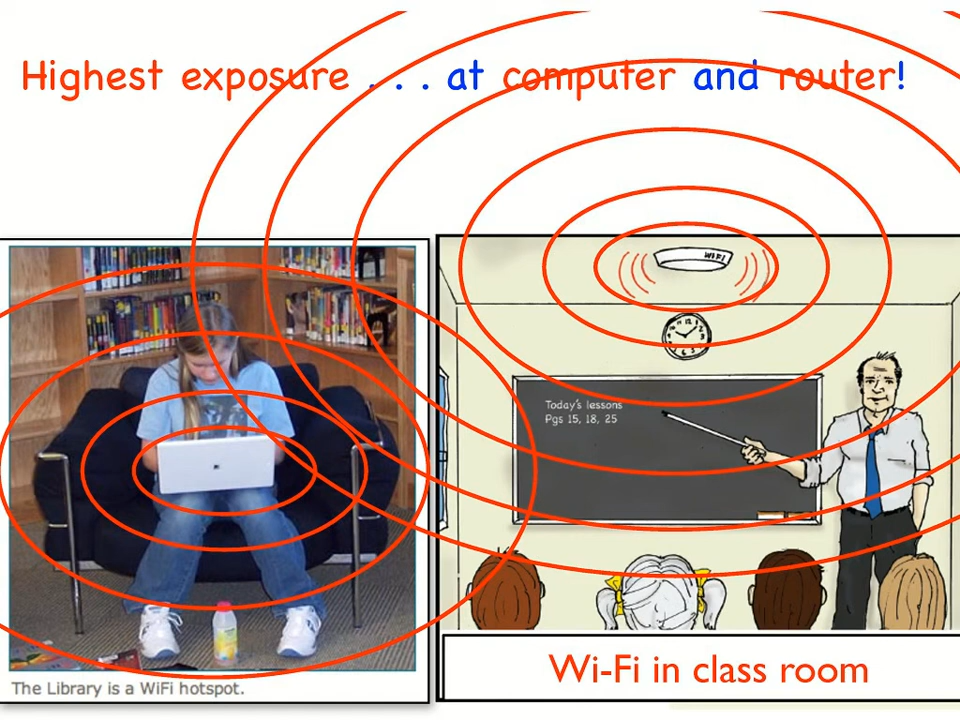 Highest exposure . . . at computer and router!
WiFi
Today's lessons
Pgs 15, 18, 25
The Library is a WiFi hotspot.
Wi-Fi in class room